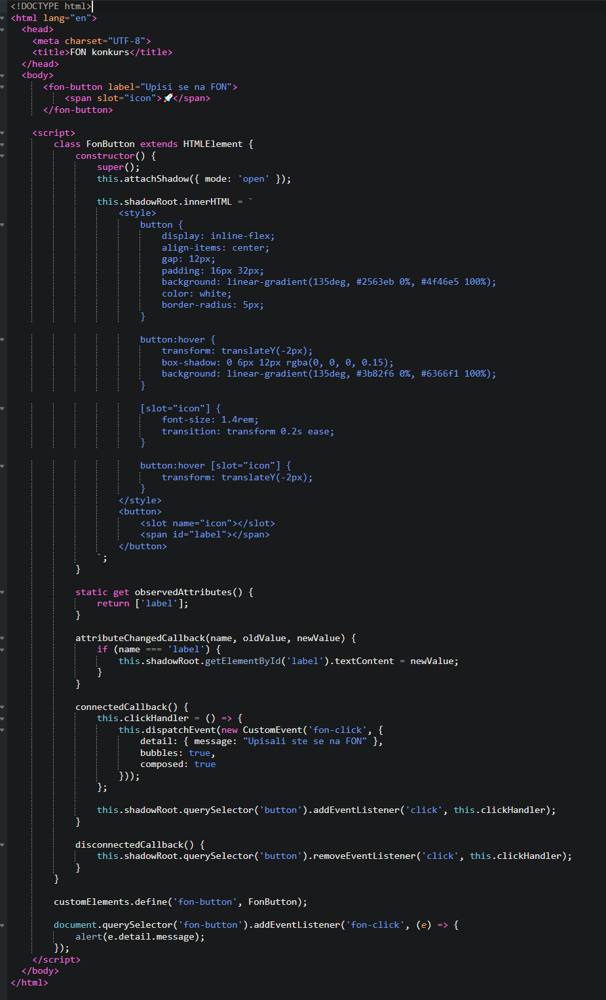 <!DOCTYPE html>
<html lang="en">
  <head>
    <meta charset="UTF-8">
    <title>FON konkurs</title>
  </head>
  <body>
      <fon-button label="Upisi se na FON">
          <span slot="icon">🚀</span>
      </fon-button>

    <script>
        class FonButton extends HTMLElement {
            constructor() {
                super();
                this.attachShadow({ mode: 'open' });

                this.shadowRoot.innerHTML = `
                    <style>
                        button {
                            display: inline-flex;
                            align-items: center;
                            gap: 12px;
                            padding: 16px 32px;
                            background: linear-gradient(135deg, #2563eb 0%, #4f46e5 100%);
                            color: white;
                            border-radius: 5px;
                        }

                        button:hover {
                            transform: translateY(-2px);
                            box-shadow: 0 6px 12px rgba(0, 0, 0, 0.15);
                            background: linear-gradient(135deg, #3b82f6 0%, #6366f1 100%);
                        }

                        [slot="icon"] {
                            font-size: 1.4rem;
                            transition: transform 0.2s ease;
                        }

                        button:hover [slot="icon"] {
                            transform: translateY(-2px);
                        }
                    </style>
                    <button>
                        <slot name="icon"></slot>
                        <span id="label"></span>
                    </button>
                `;
            }

            static get observedAttributes() {
                return ['label'];
            }

            attributeChangedCallback(name, oldValue, newValue) {
                if (name === 'label') {
                    this.shadowRoot.getElementById('label').textContent = newValue;
                }
            }

            connectedCallback() {
                this.clickHandler = () => {
                    this.dispatchEvent(new CustomEvent('fon-click', {
                        detail: { message: "Upisali ste se na FON" },
                        bubbles: true,
                        composed: true
                    }));
                };

                this.shadowRoot.querySelector('button').addEventListener('click', this.clickHandler);
            }

            disconnectedCallback() {
                this.shadowRoot.querySelector('button').removeEventListener('click', this.clickHandler);
            }
        }

        customElements.define('fon-button', FonButton);

        document.querySelector('fon-button').addEventListener('fon-click', (e) => {
            alert(e.detail.message);
        });
    </script>
  </body>
</html>